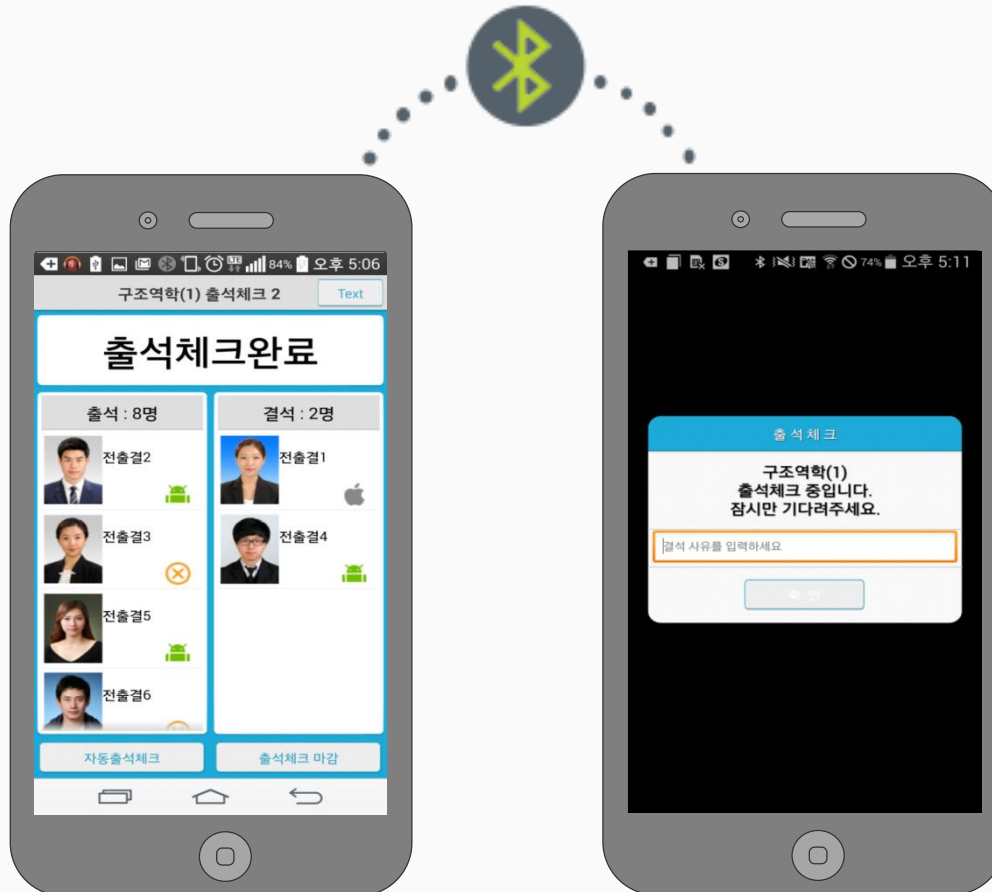 84% 오후 5:06
구조역학(1) 출석체크 2
Text
출석체크완료
출석 : 8명
전출결2
전출결3
전출결5
전출결6
결석 : 2명
전출결1
전출결4
자동출석체크
출석체크 마감
74% 오후 5:11
출석체크
구조역학(1)
출석체크 중입니다.
잠시만 기다려주세요.
결석 사유를 입력하세요
확인